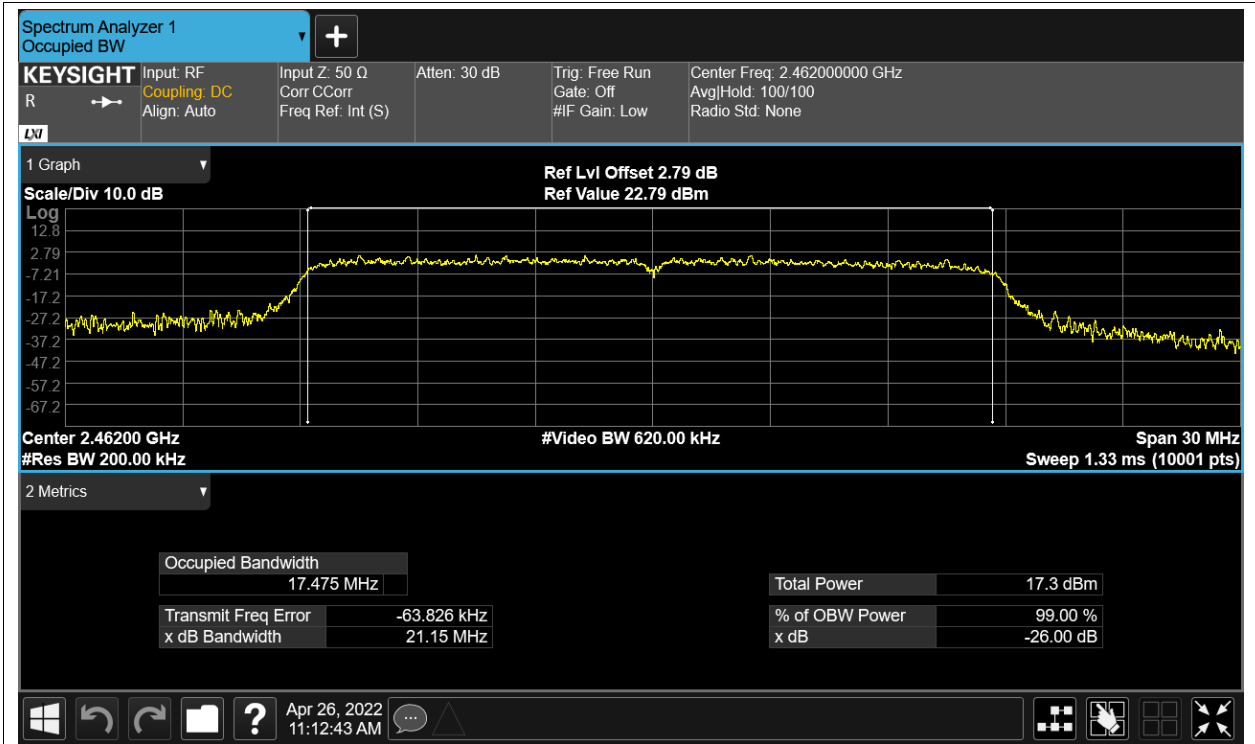 Spectrum Analyzer 1
Occupied BW
KEYSIGHT
R
LXI
Input: RF
Coupling: DC
Align: Auto
Input Z: 50 Ω
Corr CCorr
Freq Ref: Int (S)
Atten: 30 dB
Trig: Free Run
Gate: Off
#IF Gain: Low
Center Freq: 2.462000000 GHz
Avg|Hold: 100/100
Radio Std: None
1 Graph
Scale/Div 10.0 dB
Ref Lvl Offset 2.79 dB
Ref Value 22.79 dBm
Log
12.8
2.79
-7.21
-17.2
-27.2
-37.2
-47.2
-57.2
-67.2
Center 2.46200 GHz
#Video BW 620.00 kHz
Span 30 MHz
#Res BW 200.00 kHz
Sweep 1.33 ms (10001 pts)
2 Metrics
Occupied Bandwidth
17.475 MHz
Transmit Freq Error -63.826 kHz
x dB Bandwidth 21.15 MHz
Total Power 17.3 dBm
% of OBW Power 99.00 %
x dB -26.00 dB
?
Apr 26, 2022
11:12:43 AM